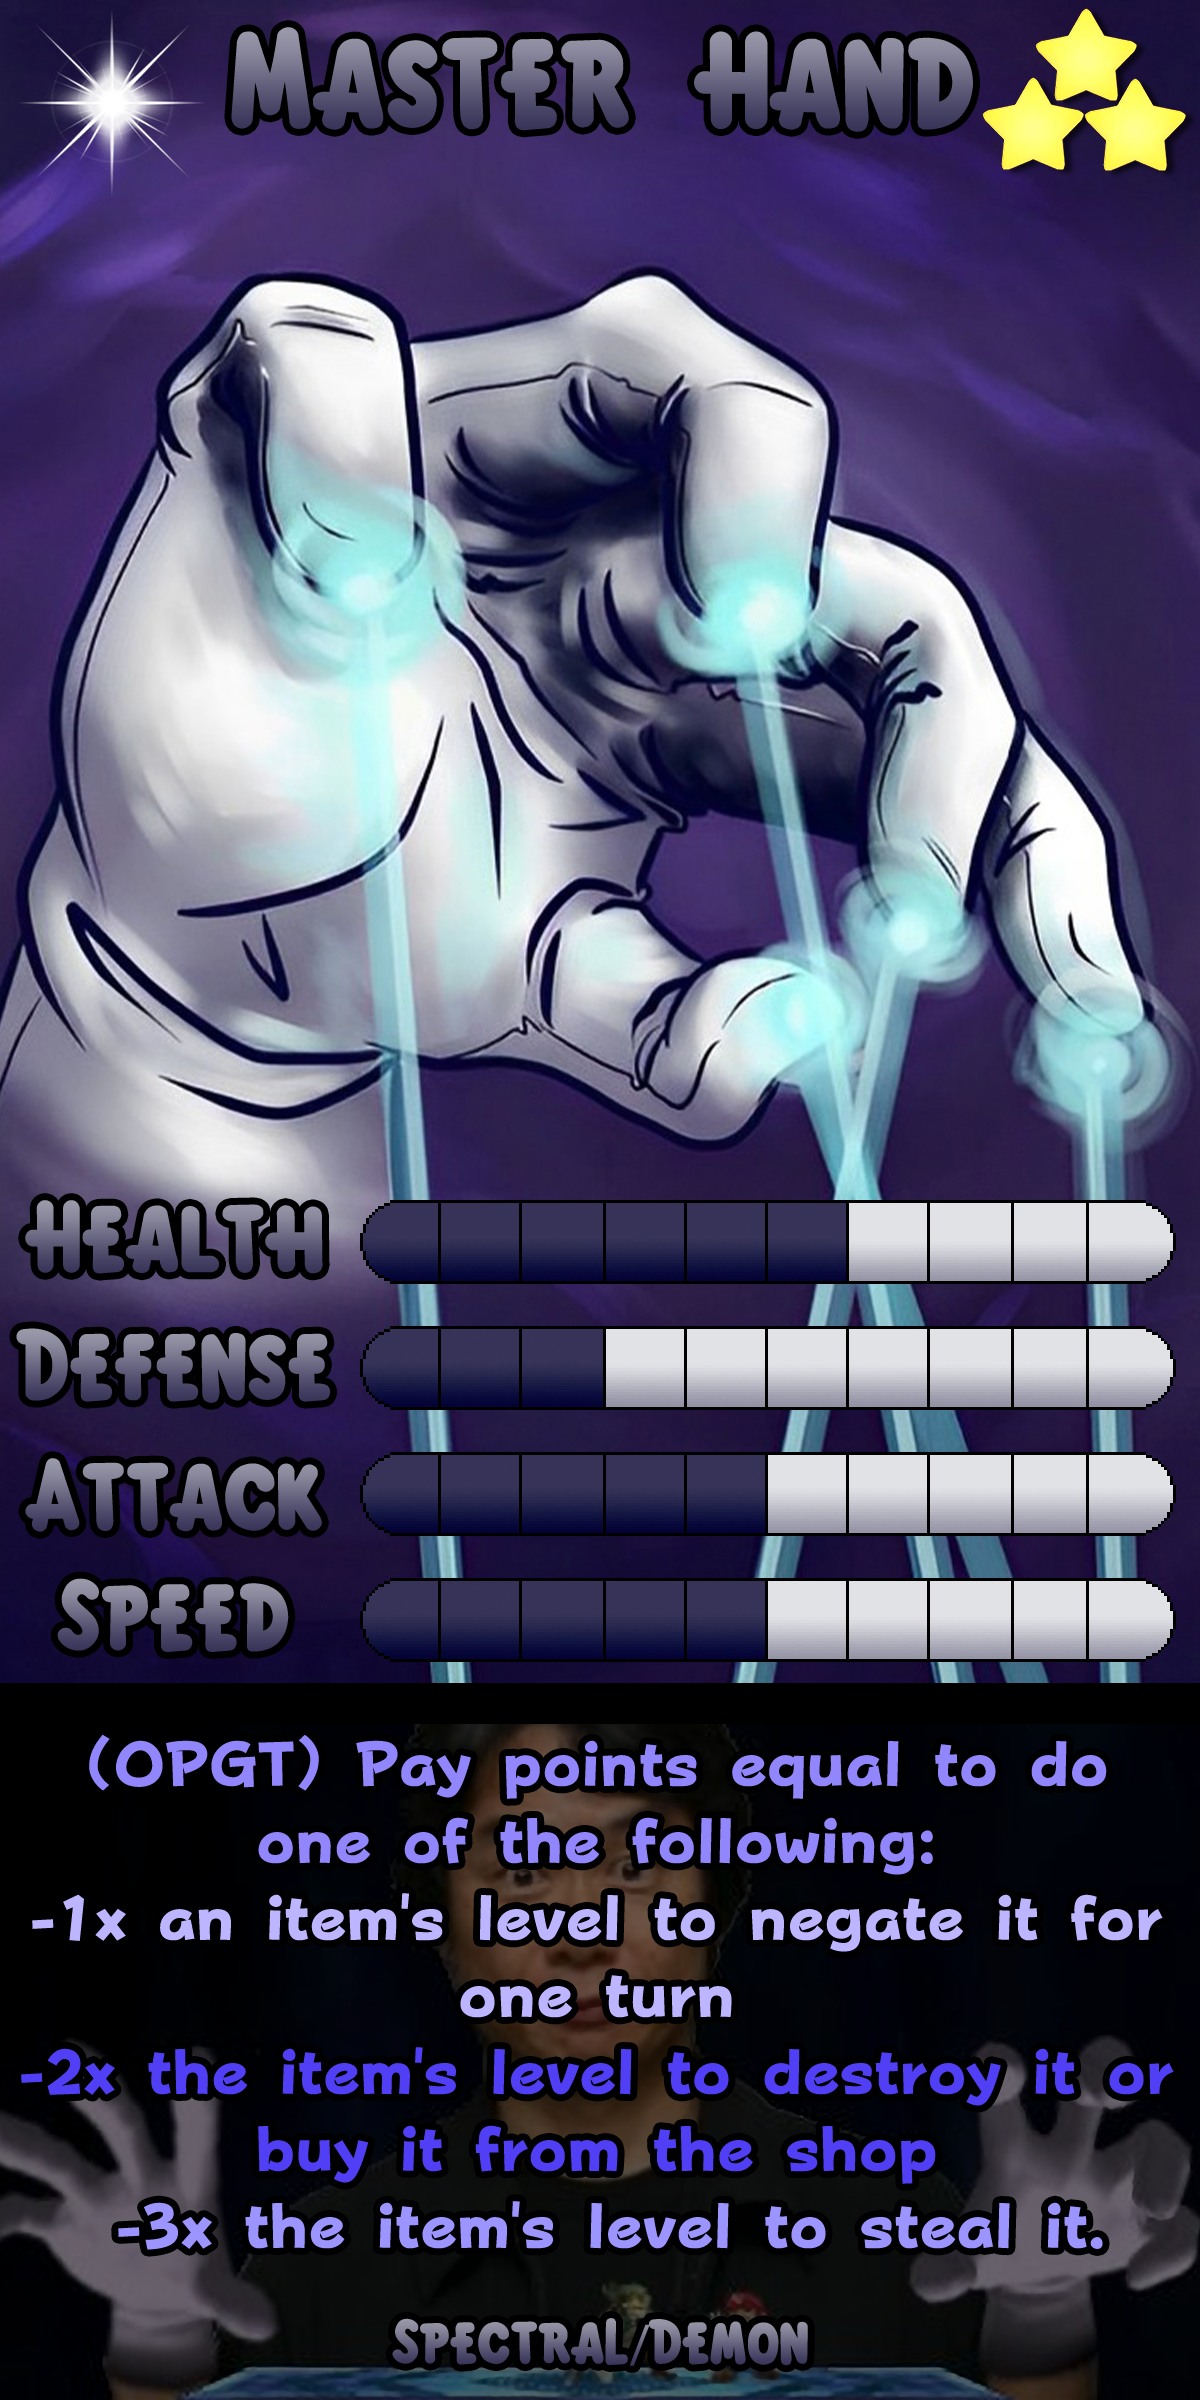 Master Hand
Health
Defense
Attack
Speed
(OPGT) Pay points equal to do
one of the following:
-1x an item's level to negate it for
one turn
-2x the item's level to destroy it or
buy it from the shop
-3x the item's level to steal it.
Spectral/Demon